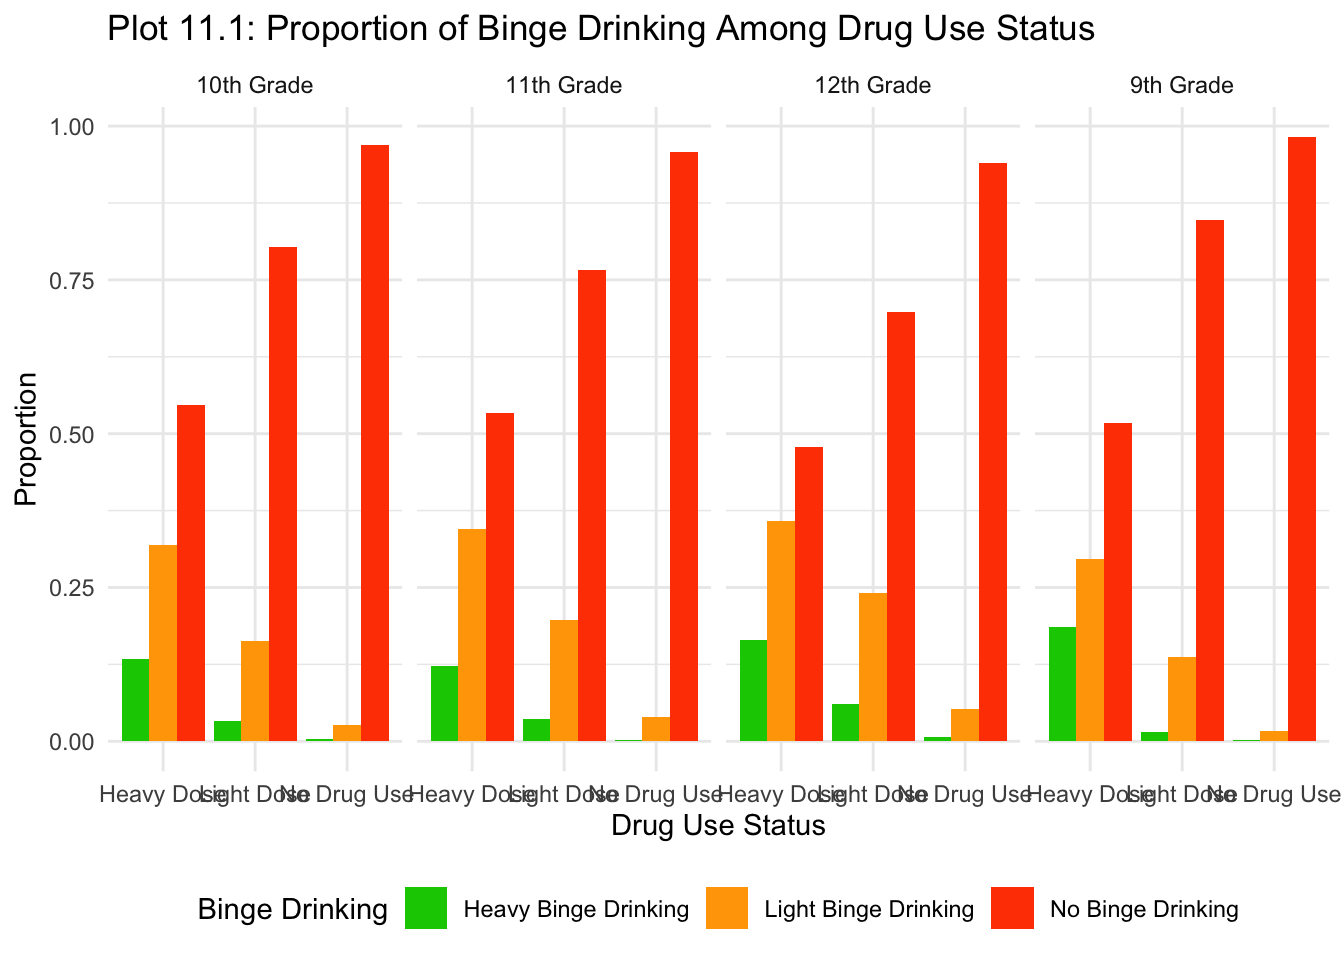 Plot 11.1: Proportion of Binge Drinking Among Drug Use Status
10th Grade 11th Grade 12th Grade 9th Grade
1.00
0.75
0.50
0.25
0.00
Proportion
Heavy Dose Light Dose No Drug Use Heavy Dose Light Dose No Drug Use Heavy Dose Light Dose No Drug Use Heavy Dose Light Dose No Drug Use
Drug Use Status
Binge Drinking Heavy Binge Drinking Light Binge Drinking No Binge Drinking